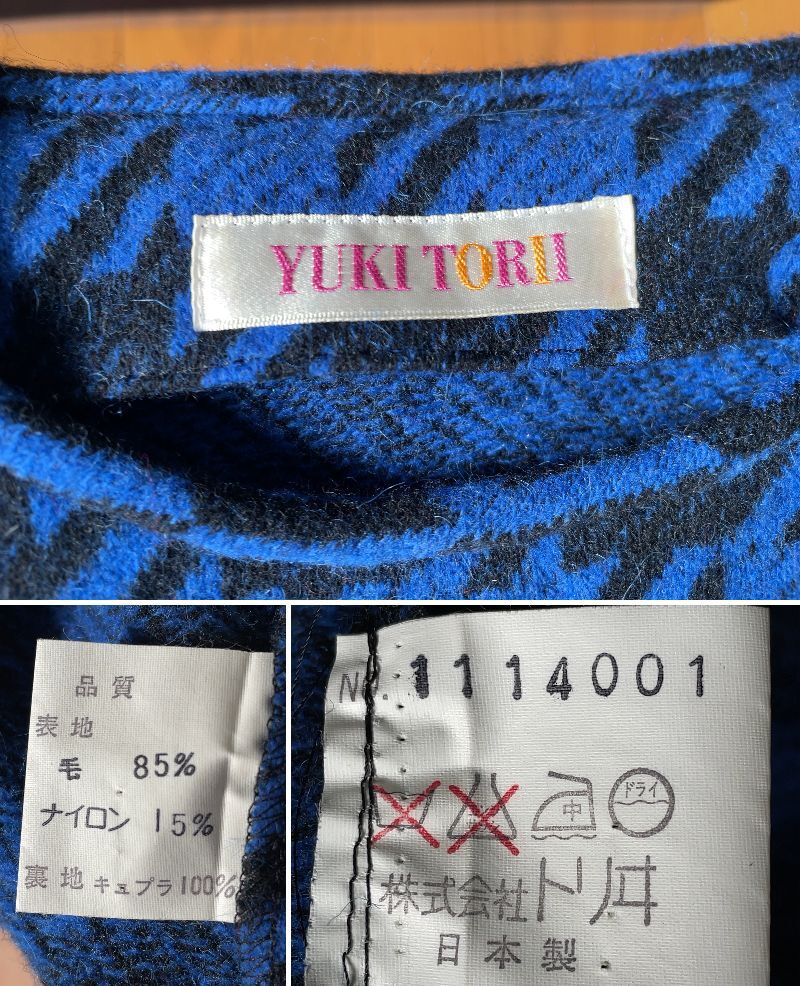 YUKI TORII
品質
表地
毛 85%
ナイロン 15%
裏地 キュプラ100%
No. 1114001
中 ドライ
株式会社トリヰ
日本製